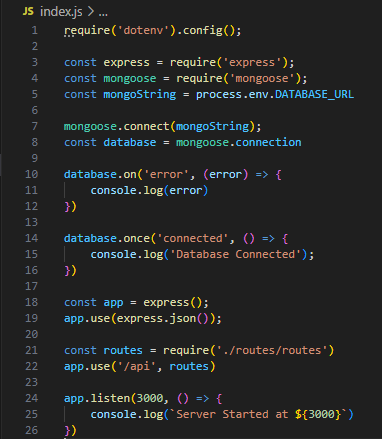 JS index.js > ...
1 require('dotenv').config();
2
3 const express = require('express');
4 const mongoose = require('mongoose');
5 const mongoString = process.env.DATABASE_URL
6
7 mongoose.connect(mongoString);
8 const database = mongoose.connection
9
10 database.on('error', (error) => {
11     console.log(error)
12 })
13
14 database.once('connected', () => {
15     console.log('Database Connected');
16 })
17
18 const app = express();
19 app.use(express.json());
20
21 const routes = require('./routes/routes')
22 app.use('/api', routes)
23
24 app.listen(3000, () => {
25     console.log(`Server Started at ${3000}`)
26 })